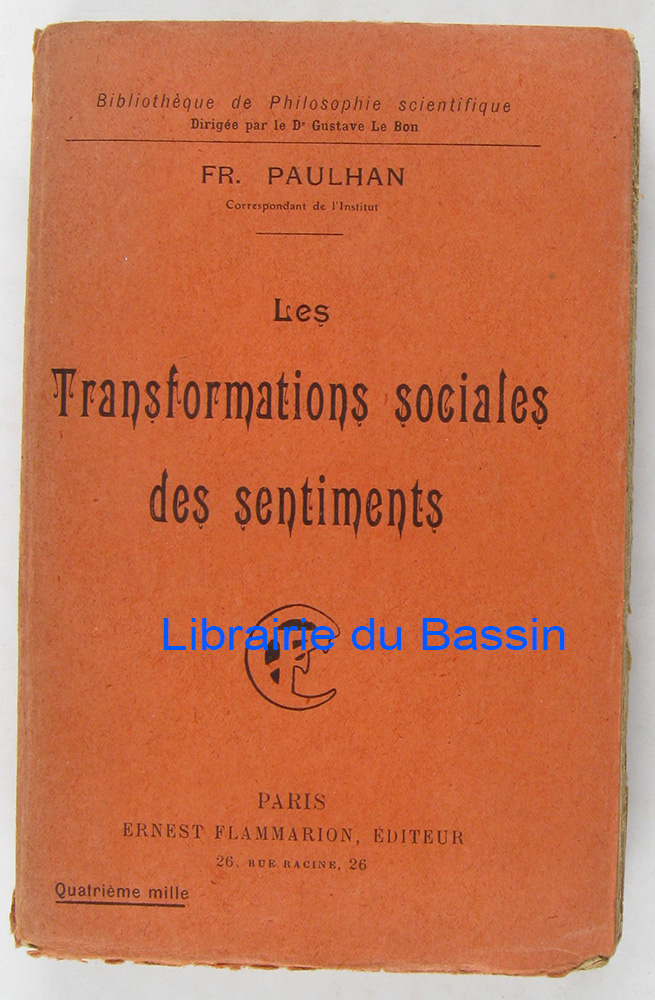 Bibliothèque de Philosophie scientifique
Dirigée par le Dr Gustave Le Bon
FR. PAULHAN
Correspondant de l'Institut
Les
Transformations sociales
des sentiments
Librairie du Bassin
PARIS
ERNEST FLAMMARION, ÉDITEUR
26, RUE RACINE, 26
Quatrième mille